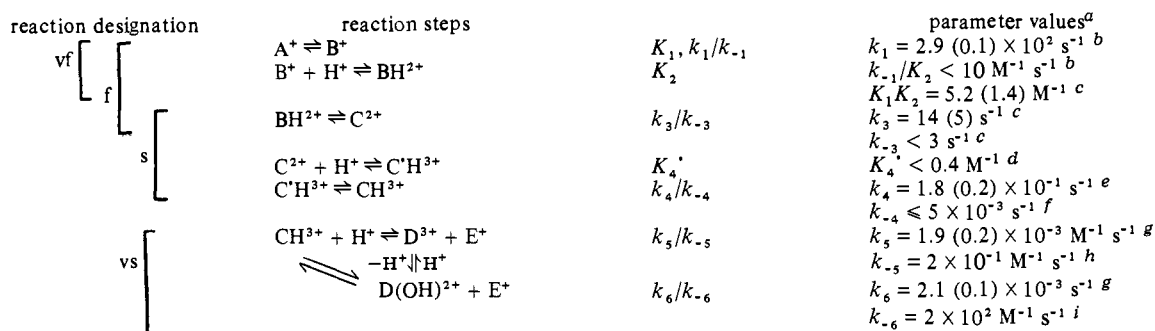 reaction designation reaction steps parameter values^a
vf A⁺ ⇌ B⁺ K₁, k₁/k₋₁ k₁ = 2.9 (0.1) × 10² s⁻¹ ^b
f B⁺ + H⁺ ⇌ BH²⁺ K₂ k₋₁/K₂ < 10 M⁻¹ s⁻¹ ^b
K₁K₂ = 5.2 (1.4) M⁻¹ ^c
BH²⁺ ⇌ C²⁺ k₃/k₋₃ k₃ = 14 (5) s⁻¹ ^c
k₋₃ < 3 s⁻¹ ^c
s C²⁺ + H⁺ ⇌ C'H³⁺ K₄' K₄' < 0.4 M⁻¹ ^d
C'H³⁺ ⇌ CH³⁺ k₄/k₋₄ k₄ = 1.8 (0.2) × 10⁻¹ s⁻¹ ^e
k₋₄ ⩽ 5 × 10⁻³ s⁻¹ ^f
vs CH³⁺ + H⁺ ⇌ D³⁺ + E⁺ k₅/k₋₅ k₅ = 1.9 (0.2) × 10⁻³ M⁻¹ s⁻¹ ^g
−H⁺ ⥮ H⁺ k₋₅ = 2 × 10⁻¹ M⁻¹ s⁻¹ ^h
D(OH)²⁺ + E⁺ k₆/k₋₆ k₆ = 2.1 (0.1) × 10⁻³ s⁻¹ ^g
k₋₆ = 2 × 10² M⁻¹ s⁻¹ ^i